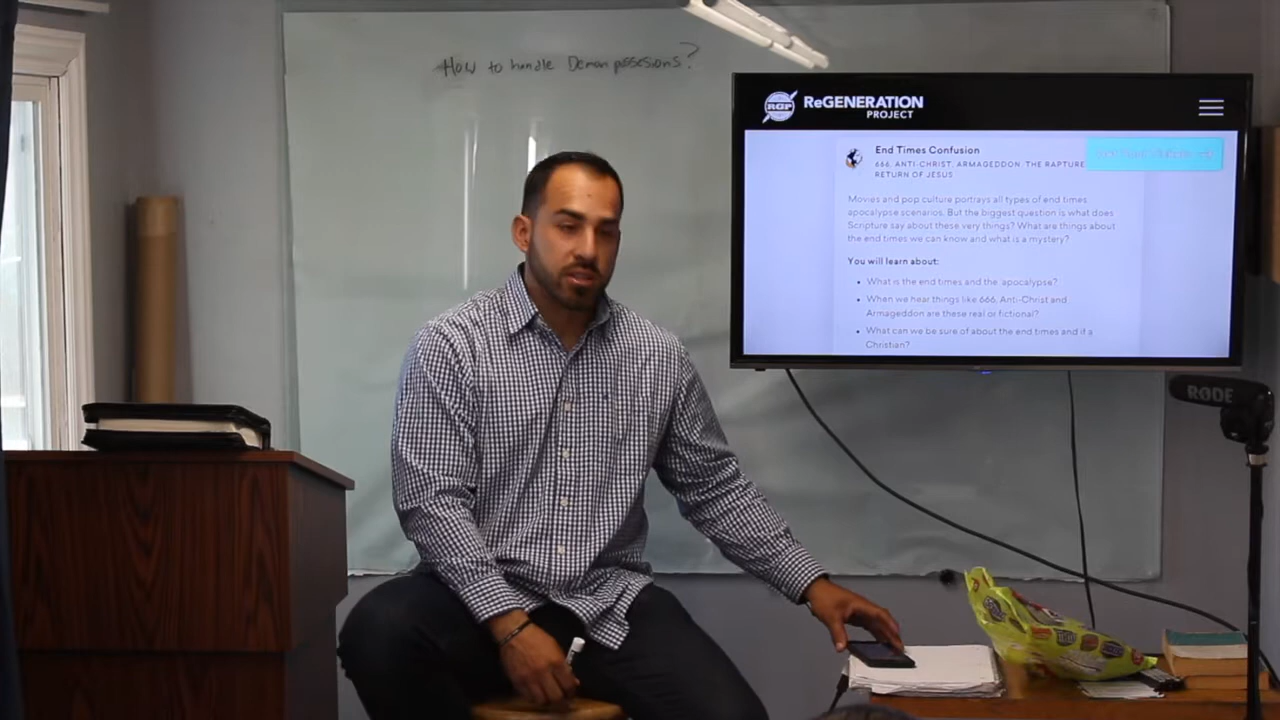 How to handle Demon possesions?
RGP ReGENERATION
PROJECT
End Times Confusion
666, ANTI-CHRIST, ARMAGEDDON, THE RAPTURE
RETURN OF JESUS
Movies and pop culture portrays all types of end times
apocalypse scenarios. But the biggest question is what does
Scripture say about these very things? What are things about
the end times we can know and what is a mystery?
You will learn about:
• What is the end times and the apocalypse?
• When we hear things like 666, Anti-Christ and
Armageddon are these real or fictional?
• What can we be sure of about the end times and if a
Christian?
RØDE